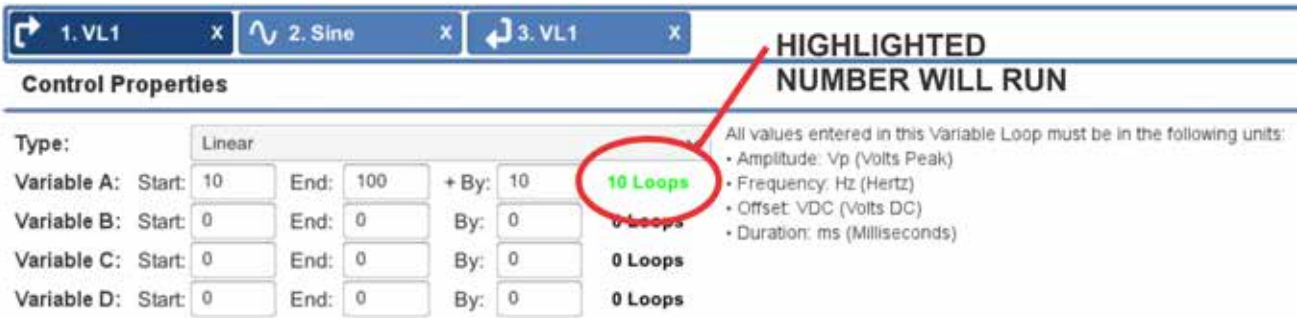 1. VL1 x 2. Sine x 3. VL1 x
HIGHLIGHTED
NUMBER WILL RUN
Control Properties
Type: Linear
Variable A: Start: 10 End: 100 + By: 10 10 Loops
Variable B: Start: 0 End: 0 By: 0 0 Loops
Variable C: Start: 0 End: 0 By: 0 0 Loops
Variable D: Start: 0 End: 0 By: 0 0 Loops
All values entered in this Variable Loop must be in the following units:
• Amplitude: Vp (Volts Peak)
• Frequency: Hz (Hertz)
• Offset: VDC (Volts DC)
• Duration: ms (Milliseconds)